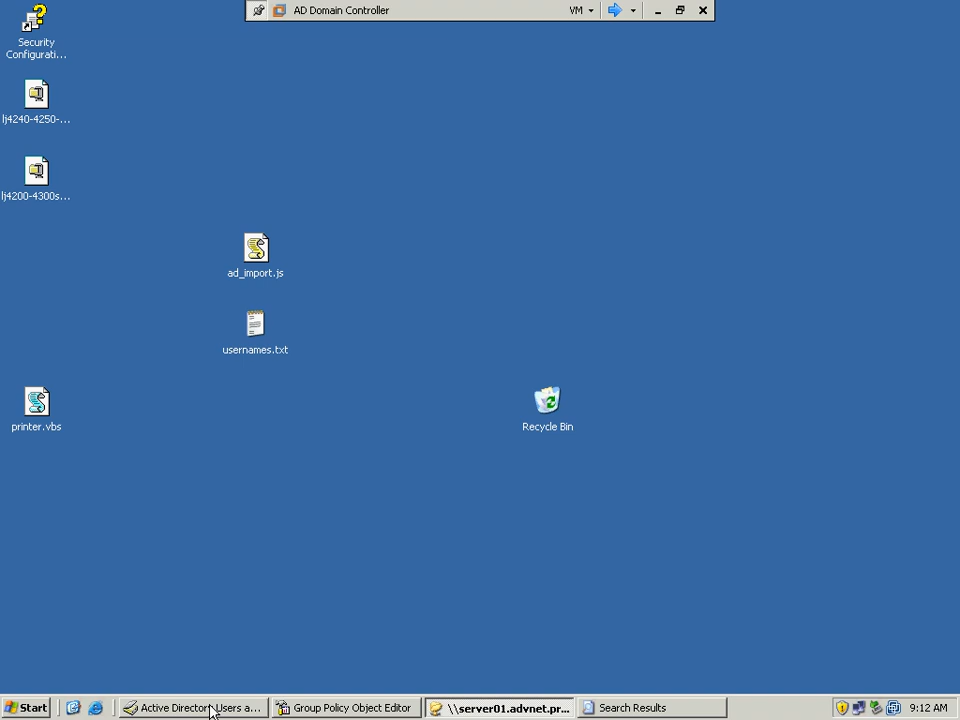 AD Domain Controller
VM
Security
Configurati...
lj4240-4250-...
lj4200-4300s...
ad_import.js
usernames.txt
printer.vbs
Recycle Bin
Start
Active Directory Users a...
Group Policy Object Editor
\\server01.advnet.pr...
Search Results
9:12 AM